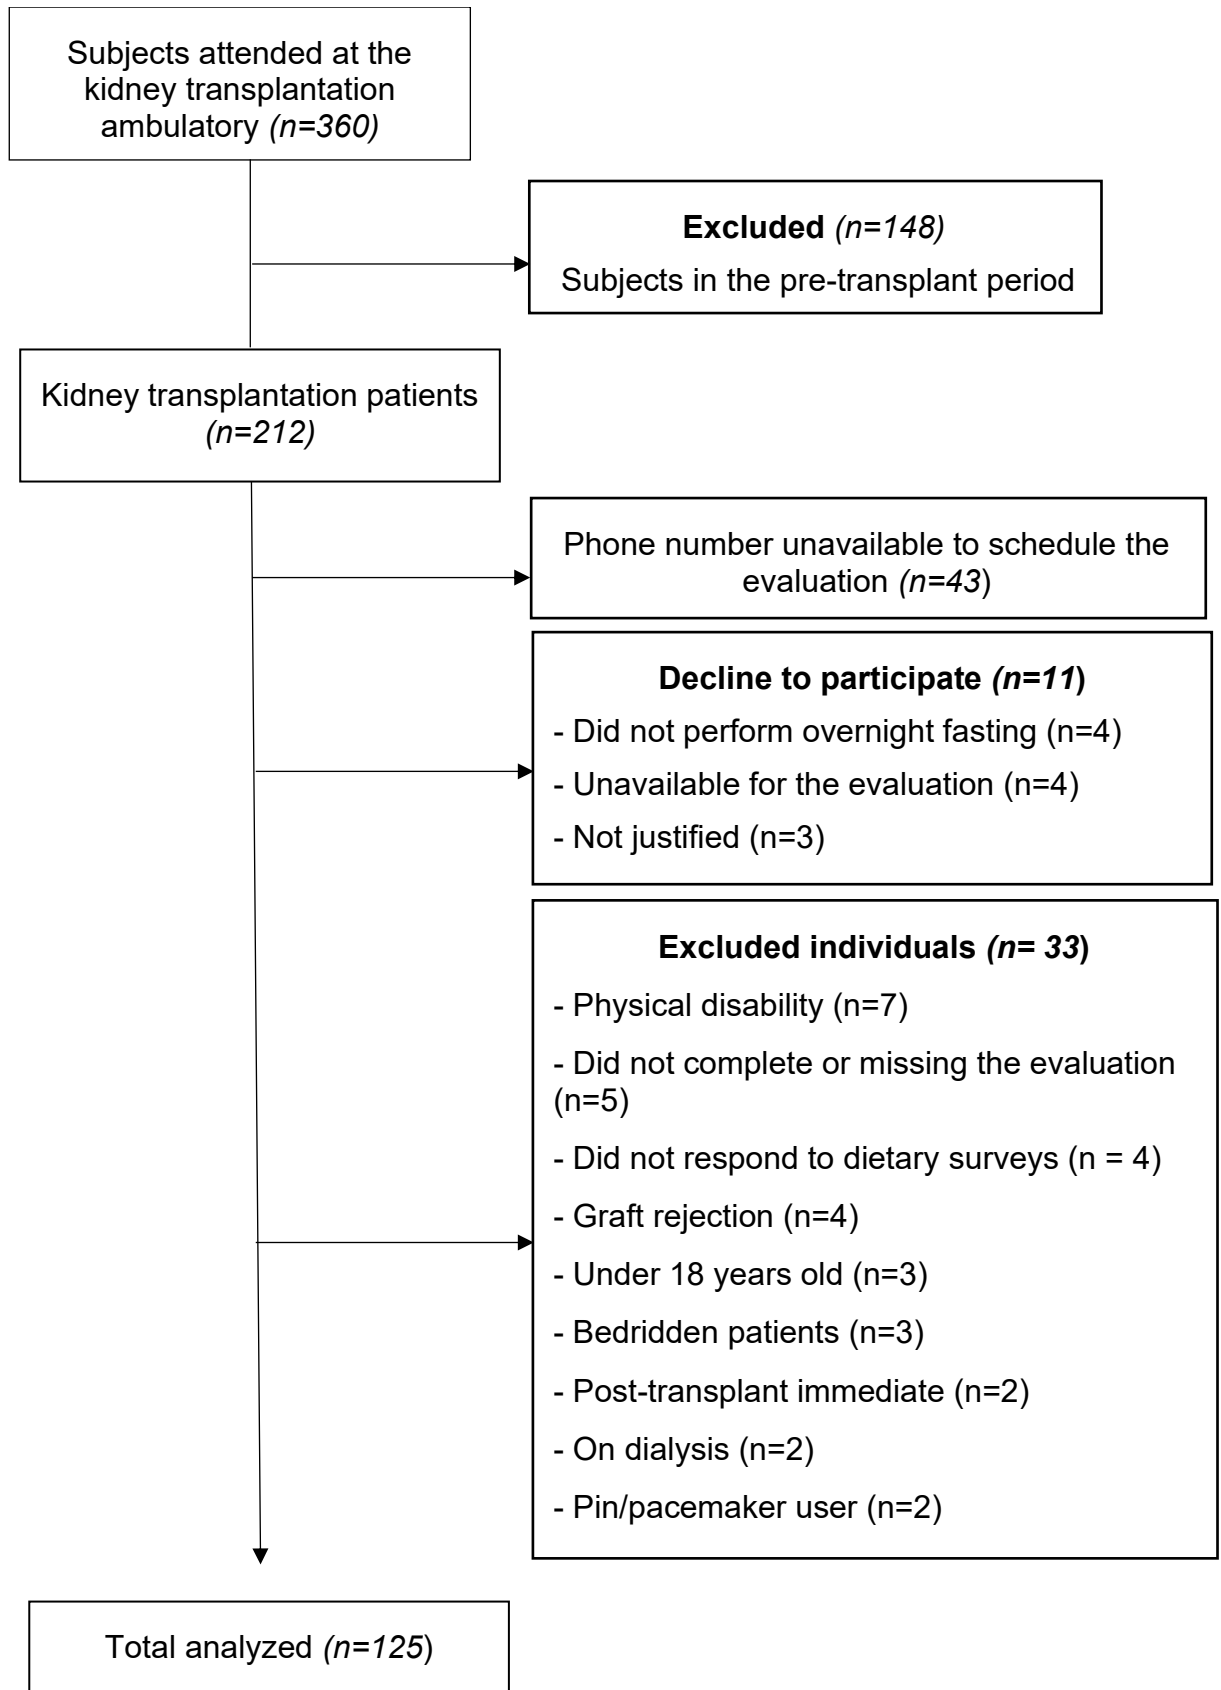 Subjects attended at the
kidney transplantation
ambulatory (n=360)
Excluded (n=148)
Subjects in the pre-transplant period
Kidney transplantation patients
(n=212)
Phone number unavailable to schedule the
evaluation (n=43)
Decline to participate (n=11)
- Did not perform overnight fasting (n=4)
- Unavailable for the evaluation (n=4)
- Not justified (n=3)
Excluded individuals (n= 33)
- Physical disability (n=7)
- Did not complete or missing the evaluation
(n=5)
- Did not respond to dietary surveys (n = 4)
- Graft rejection (n=4)
- Under 18 years old (n=3)
- Bedridden patients (n=3)
- Post-transplant immediate (n=2)
- On dialysis (n=2)
- Pin/pacemaker user (n=2)
Total analyzed (n=125)